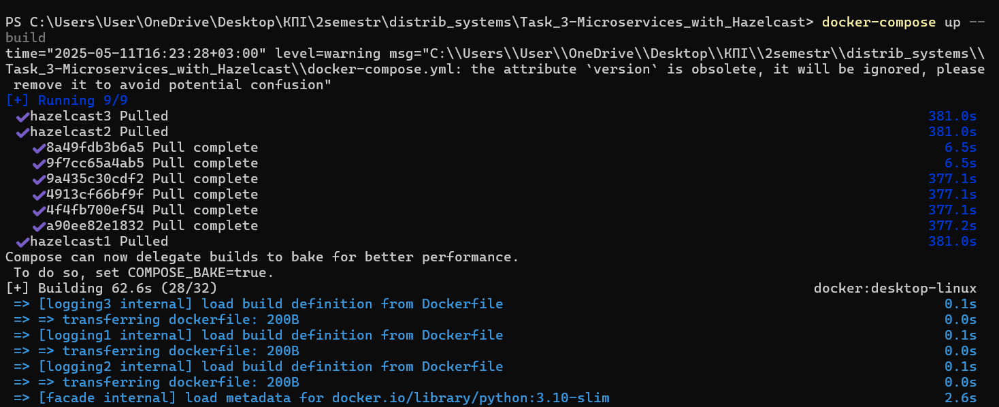 PS C:\Users\User\OneDrive\Desktop\КПІ\2semestr\distrib_systems\Task_3-Microservices_with_Hazelcast> docker-compose up --
build
time="2025-05-11T16:23:28+03:00" level=warning msg="C:\\Users\\User\\OneDrive\\Desktop\\КПІ\\2semestr\\distrib_systems\\
Task_3-Microservices_with_Hazelcast\\docker-compose.yml: the attribute `version` is obsolete, it will be ignored, please
 remove it to avoid potential confusion"
[+] Running 9/9
✔hazelcast3 Pulled 381.0s
✔hazelcast2 Pulled 381.0s
✔8a49fdb3b6a5 Pull complete 6.5s
✔9f7cc65a4ab5 Pull complete 6.5s
✔9a435c30cdf2 Pull complete 377.1s
✔4913cf66bf9f Pull complete 377.1s
✔4f4fb700ef54 Pull complete 377.1s
✔a90ee82e1832 Pull complete 377.2s
✔hazelcast1 Pulled 381.0s
Compose can now delegate builds to bake for better performance.
 To do so, set COMPOSE_BAKE=true.
[+] Building 62.6s (28/32) docker:desktop-linux
=> [logging3 internal] load build definition from Dockerfile 0.1s
=> => transferring dockerfile: 200B 0.0s
=> [logging1 internal] load build definition from Dockerfile 0.1s
=> => transferring dockerfile: 200B 0.0s
=> [logging2 internal] load build definition from Dockerfile 0.1s
=> => transferring dockerfile: 200B 0.0s
=> [facade internal] load metadata for docker.io/library/python:3.10-slim 2.6s